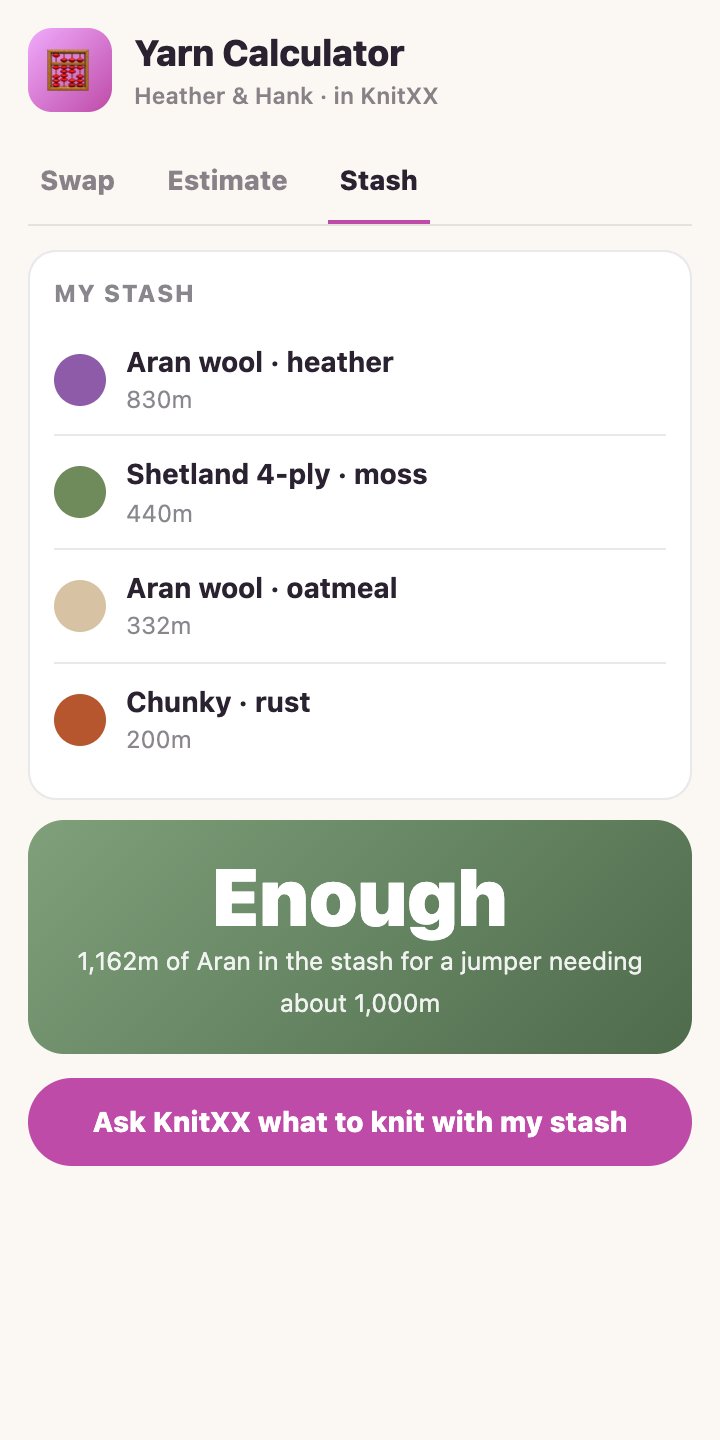 Yarn Calculator
Heather & Hank · in KnitXX
Swap Estimate Stash
MY STASH
Aran wool · heather
830m
Shetland 4-ply · moss
440m
Aran wool · oatmeal
332m
Chunky · rust
200m
Enough
1,162m of Aran in the stash for a jumper needing
about 1,000m
Ask KnitXX what to knit with my stash